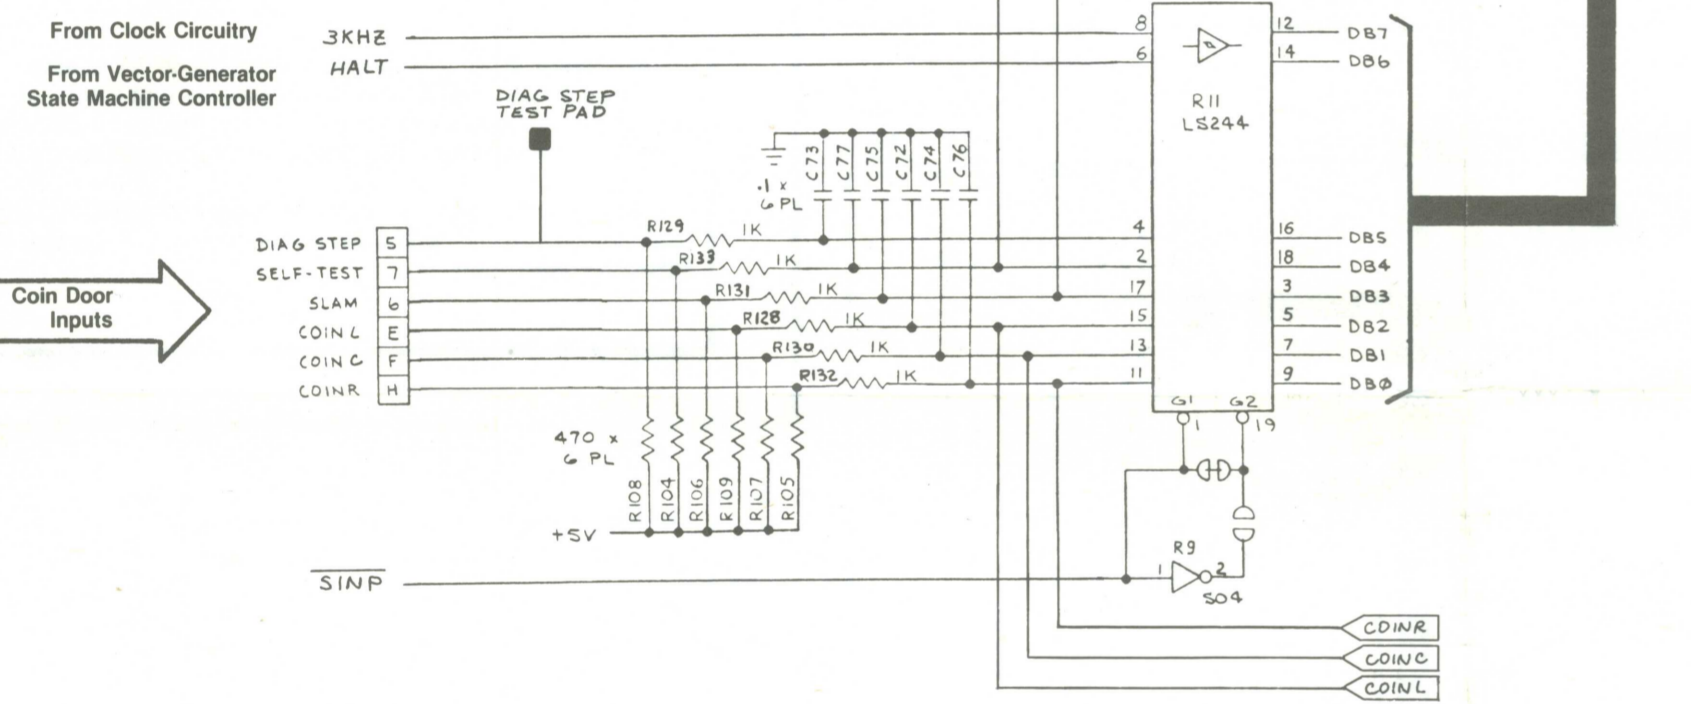 From Clock Circuitry
3KHZ
8
12
DB7
From Vector-Generator
State Machine Controller
HALT
6
14
DB6
DIAG STEP
TEST PAD
R11
LS244
C73
C77
C75
C72
C74
C76
.1 x
6 PL
DIAG STEP
5
R129
1K
4
16
DB5
SELF-TEST
7
R133
1K
2
18
DB4
Coin Door
Inputs
SLAM
6
R131
1K
17
3
DB3
COIN L
E
R128
1K
15
5
DB2
COIN C
F
R130
1K
13
7
DB1
COINR
H
R132
1K
11
9
DBØ
G1
G2
1
19
470 x
6 PL
R108
R104
R106
R109
R107
R105
+5V
SINP
R9
1
2
S04
COINR
COINC
COINL